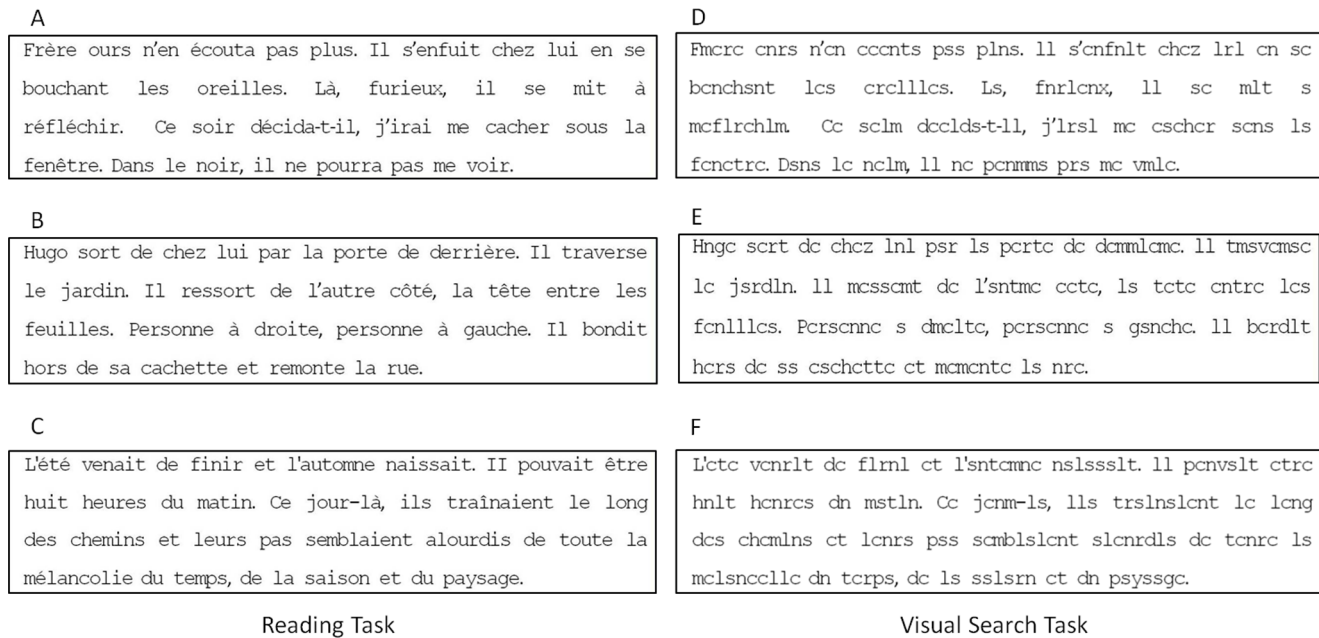 A
Frère ours n'en écouta pas plus. Il s'enfuit chez lui en se
bouchant les oreilles. Là, furieux, il se mit à
réfléchir. Ce soir décida-t-il, j'irai me cacher sous la
fenêtre. Dans le noir, il ne pourra pas me voir.
B
Hugo sort de chez lui par la porte de derrière. Il traverse
le jardin. Il ressort de l'autre côté, la tête entre les
feuilles. Personne à droite, personne à gauche. Il bondit
hors de sa cachette et remonte la rue.
C
L'été venait de finir et l'automne naissait. II pouvait être
huit heures du matin. Ce jour-là, ils traînaient le long
des chemins et leurs pas semblaient alourdis de toute la
mélancolie du temps, de la saison et du paysage.
Reading Task
D
Fmcrc cnrs n'cn cccnts pss plns. ll s'cnfnlt chcz lrl cn sc
bcnchsnt lcs crclllcs. Ls, fnrlcnx, ll sc mlt s
mcflrchlm. Cc sclm dcclds-t-ll, j'lrsl mc cschcr scns ls
fcnctrc. Dsns lc nclm, ll nc pcnmms prs mc vmlc.
E
Hngc scrt dc chcz lnl psr ls pcrtc dc dcmmlcmc. ll tmsvcmsc
lc jsrdln. ll mcsscmt dc l'sntmc cctc, ls tctc cntrc lcs
fcnlllcs. Pcrscnnc s dmcltc, pcrscnnc s gsnchc. ll bcrdlt
hcrs dc ss cschcttc ct mcmcntc ls nrc.
F
L'ctc vcnrlt dc flrnl ct l'sntcmnc nslssslt. ll pcnvslt ctrc
hnlt hcnrcs dn mstln. Cc jcnm-ls, lls trslnslcnt lc lcng
dcs chcmlns ct lcnrs pss scmblslcnt slcnrdls dc tcnrc ls
mclsnccllc dn tcrps, dc ls sslsrn ct dn psyssgc.
Visual Search Task